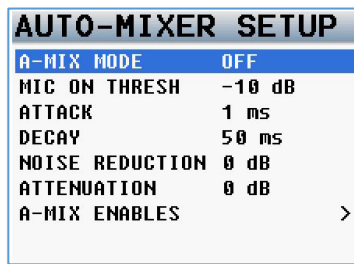 AUTO-MIXER SETUP
A-MIX MODE OFF
MIC ON THRESH -10 dB
ATTACK 1 ms
DECAY 50 ms
NOISE REDUCTION 0 dB
ATTENUATION 0 dB
A-MIX ENABLES >